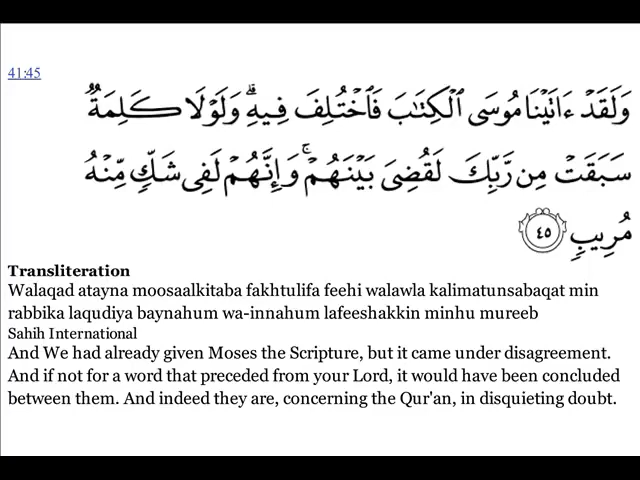 41:45
وَلَقَدْ ءَاتَيْنَا مُوسَى ٱلْكِتَـٰبَ فَٱخْتُلِفَ فِيهِ ۗ وَلَوْلَا كَلِمَةٌ
سَبَقَتْ مِن رَّبِّكَ لَقُضِىَ بَيْنَهُمْ ۚ وَإِنَّهُمْ لَفِى شَكٍّ مِّنْهُ
مُرِيبٍ ٤٥
Transliteration
Walaqad atayna moosaalkitaba fakhtulifa feehi walawla kalimatunsabaqat min
rabbika laqudiya baynahum wa-innahum lafeeshakkin minhu mureeb
Sahih International
And We had already given Moses the Scripture, but it came under disagreement.
And if not for a word that preceded from your Lord, it would have been concluded
between them. And indeed they are, concerning the Qur'an, in disquieting doubt.